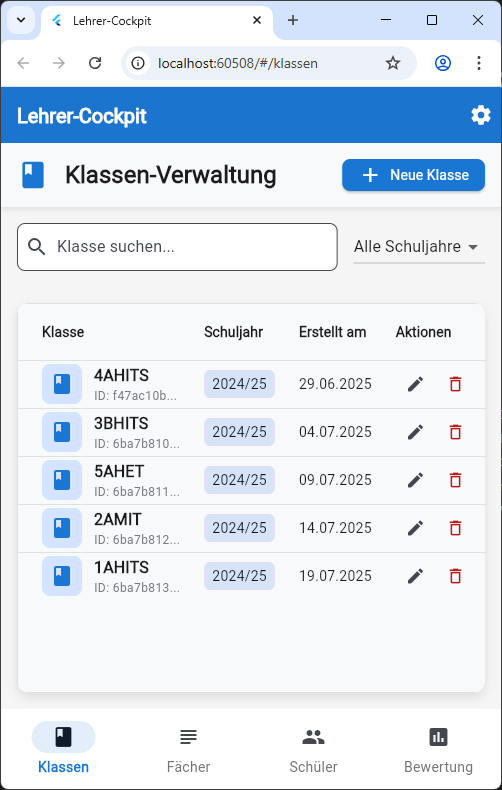 Lehrer-Cockpit
localhost:60508/#/klassen
Lehrer-Cockpit
Klassen-Verwaltung
Neue Klasse
Klasse suchen...
Alle Schuljahre
Klasse Schuljahr Erstellt am Aktionen
4AHITS
ID: f47ac10b...
2024/25 29.06.2025
3BHITS
ID: 6ba7b810...
2024/25 04.07.2025
5AHET
ID: 6ba7b811...
2024/25 09.07.2025
2AMIT
ID: 6ba7b812...
2024/25 14.07.2025
1AHITS
ID: 6ba7b813...
2024/25 19.07.2025
Klassen Fächer Schüler Bewertung